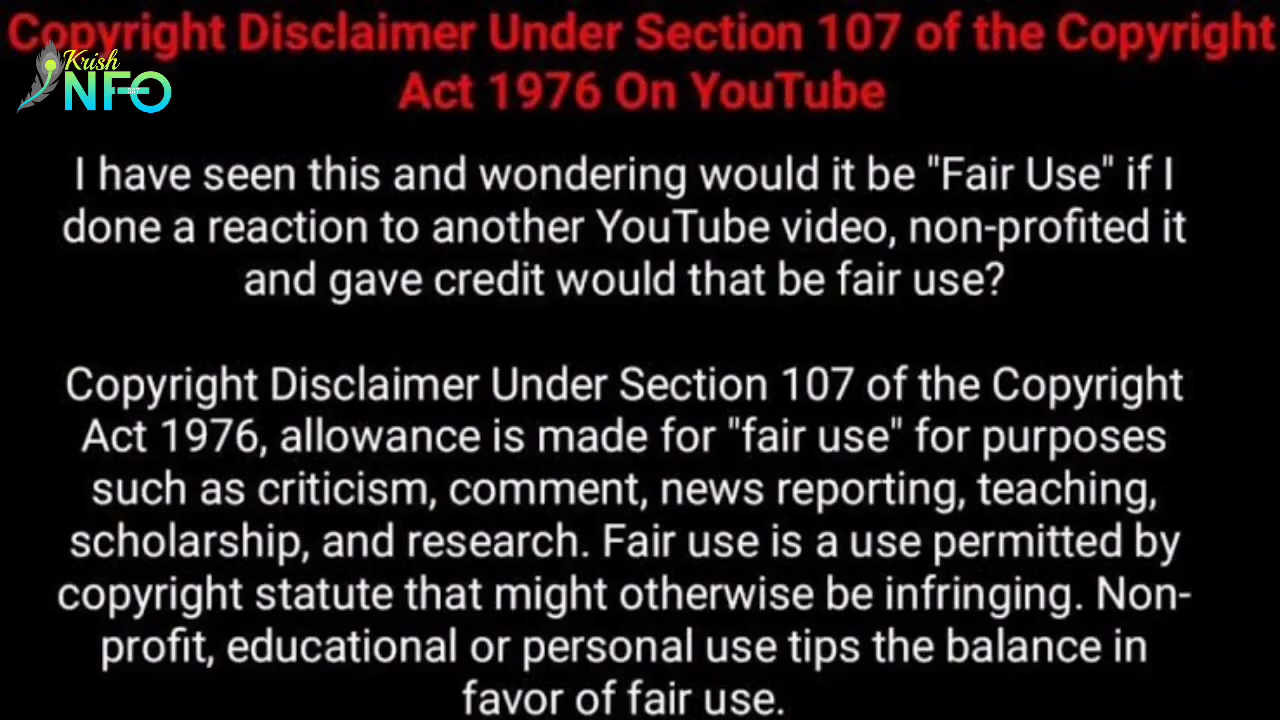 Copyright Disclaimer Under Section 107 of the Copyright
Act 1976 On YouTube
Krish
NFO
I have seen this and wondering would it be "Fair Use" if I
done a reaction to another YouTube video, non-profited it
and gave credit would that be fair use?
Copyright Disclaimer Under Section 107 of the Copyright
Act 1976, allowance is made for "fair use" for purposes
such as criticism, comment, news reporting, teaching,
scholarship, and research. Fair use is a use permitted by
copyright statute that might otherwise be infringing. Non-
profit, educational or personal use tips the balance in
favor of fair use.